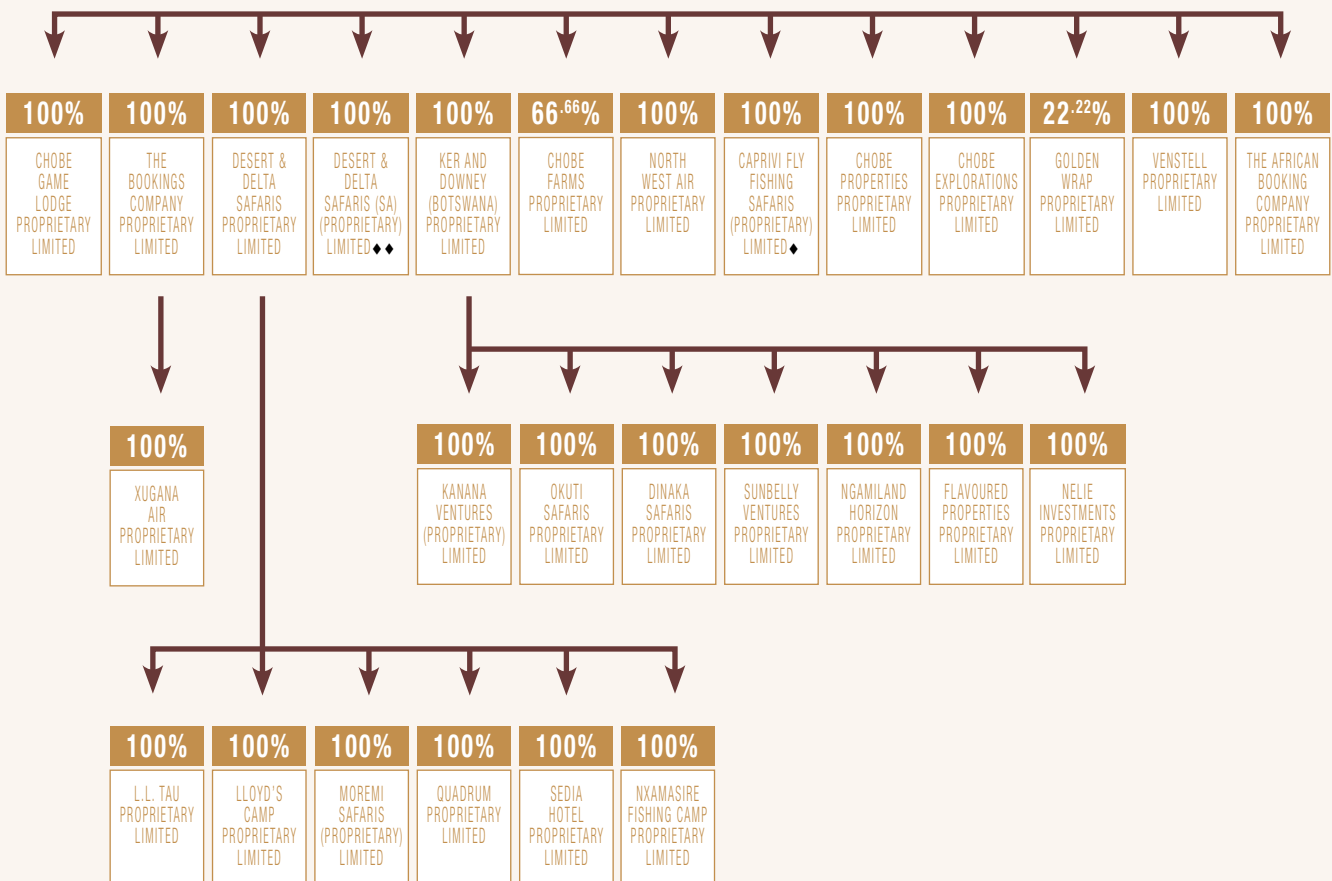 100%
CHOBE
GAME
LODGE
PROPRIETARY
LIMITED
100%
THE
BOOKINGS
COMPANY
PROPRIETARY
LIMITED
100%
DESERT &
DELTA
SAFARIS
PROPRIETARY
LIMITED
100%
DESERT &
DELTA
SAFARIS (SA)
(PROPRIETARY)
LIMITED♦♦
100%
KER AND
DOWNEY
(BOTSWANA)
PROPRIETARY
LIMITED
66.66%
CHOBE
FARMS
PROPRIETARY
LIMITED
100%
NORTH
WEST AIR
PROPRIETARY
LIMITED
100%
CAPRIVI FLY
FISHING
SAFARIS
(PROPRIETARY)
LIMITED♦
100%
CHOBE
PROPERTIES
PROPRIETARY
LIMITED
100%
CHOBE
EXPLORATIONS
PROPRIETARY
LIMITED
22.22%
GOLDEN
WRAP
PROPRIETARY
LIMITED
100%
VENSTELL
PROPRIETARY
LIMITED
100%
THE AFRICAN
BOOKING
COMPANY
PROPRIETARY
LIMITED
100%
XUGANA
AIR
PROPRIETARY
LIMITED
100%
KANANA
VENTURES
(PROPRIETARY)
LIMITED
100%
OKUTI
SAFARIS
PROPRIETARY
LIMITED
100%
DINAKA
SAFARIS
PROPRIETARY
LIMITED
100%
SUNBELLY
VENTURES
PROPRIETARY
LIMITED
100%
NGAMILAND
HORIZON
PROPRIETARY
LIMITED
100%
FLAVOURED
PROPERTIES
PROPRIETARY
LIMITED
100%
NELIE
INVESTMENTS
PROPRIETARY
LIMITED
100%
L.L. TAU
PROPRIETARY
LIMITED
100%
LLOYD'S
CAMP
PROPRIETARY
LIMITED
100%
MOREMI
SAFARIS
(PROPRIETARY)
LIMITED
100%
QUADRUM
PROPRIETARY
LIMITED
100%
SEDIA
HOTEL
PROPRIETARY
LIMITED
100%
NXAMASIRE
FISHING CAMP
PROPRIETARY
LIMITED